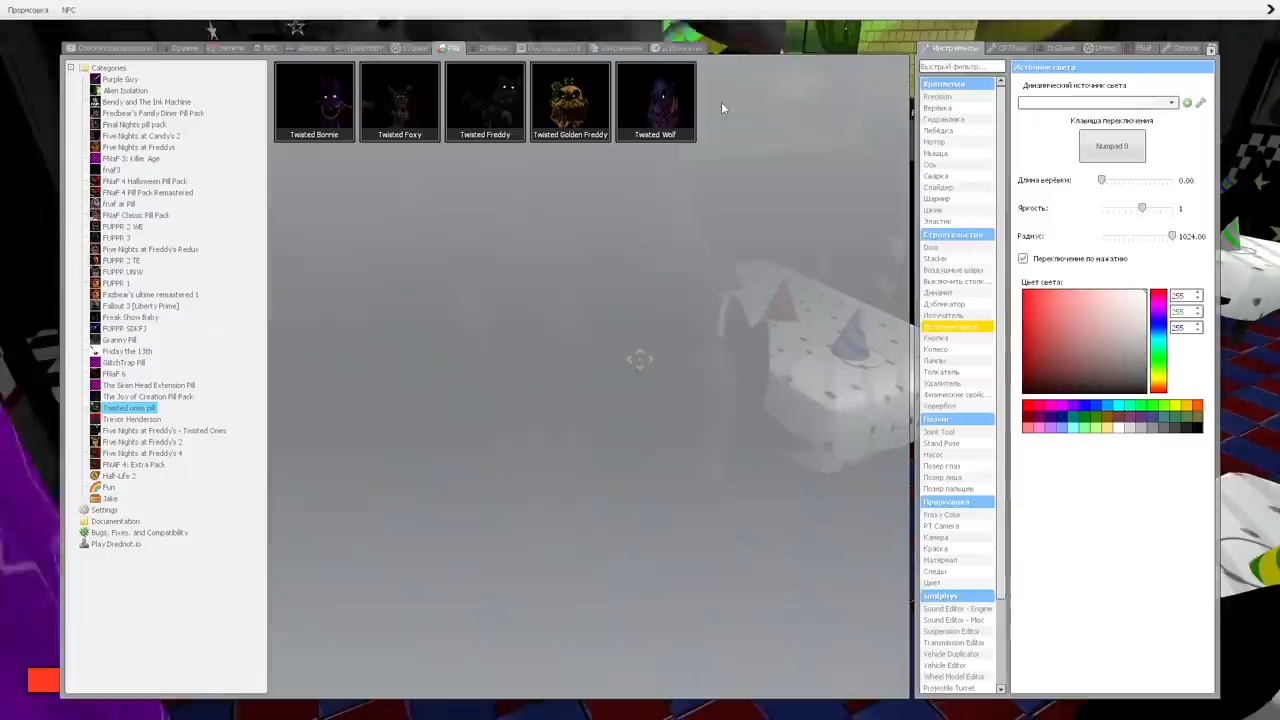 Прорисовка NPC
NPC
Pills
Инструменты
Опции
Categories
Purple Guy
Alien Isolation
Bendy and The Ink Machine
Fredbear's Family Diner Pill Pack
Final Nights pill pack
Five Nights at Candy's 2
Five Nights at Freddys
FNaF 3: Killer Age
fnaf3
FNaF 4 Halloween Pill Pack
FNAF 4 Pill Pack Remastered
fnaf ar Pill
FNaF Classic Pill Pack
FUPPR 2 WE
FUPPR 3
Five Nights at Freddy's Redux
FUPPR 2 TE
FUPPR UNW
FUPPR 1
Fazbear's ultime remastered 1
Fallout 3 [Liberty Prime]
Freak Show Baby
FUPPR SDLFJ
Granny Pill
Friday the 13th
GlitchTrap Pill
FNaF 6
The Siren Head Extension Pill
The Joy of Creation Pill Pack
Twisted ones pill
Trevor Henderson
Five Nights at Freddy's - Twisted Ones
Five Nights at Freddy's 2
Five Nights at Freddy's 4
FNAF 4: Extra Pack
Half-Life 2
Fun
Jake
Settings
Documentation
Bugs, Fixes, and Compatibility
Play Drednot.io
Twisted Bonnie
Twisted Foxy
Twisted Freddy
Twisted Golden Freddy
Twisted Wolf
Быстрый фильтр...
Крепления
Precision
Верёвка
Гидравлика
Лебёдка
Мотор
Мышца
Ось
Сварка
Слайдер
Шарнир
Шкив
Эластик
Строительство
Door
Stacker
Воздушные шары
Выключить столк...
Динамит
Дубликатор
Излучатель
Источник света
Кнопка
Колесо
Лампы
Толкатель
Удалитель
Физические свойс...
Ховербол
Позинг
Joint Tool
Stand Pose
Насос
Позер глаз
Позер лица
Позер пальцев
Прорисовка
Proxy Color
RT Camera
Камера
Краска
Материал
Следы
Цвет
simfphys
Sound Editor - Engine
Sound Editor - Misc
Suspension Editor
Transmission Editor
Vehicle Duplicator
Vehicle Editor
Wheel Model Editor
Projectile Turret
Источник света
Динамический источник света
Клавиша переключения
Numpad 0
Длина верёвки: 0.00
Яркость: 1
Радиус: 1024.00
Переключение по нажатию
Цвет света:
255
255
255